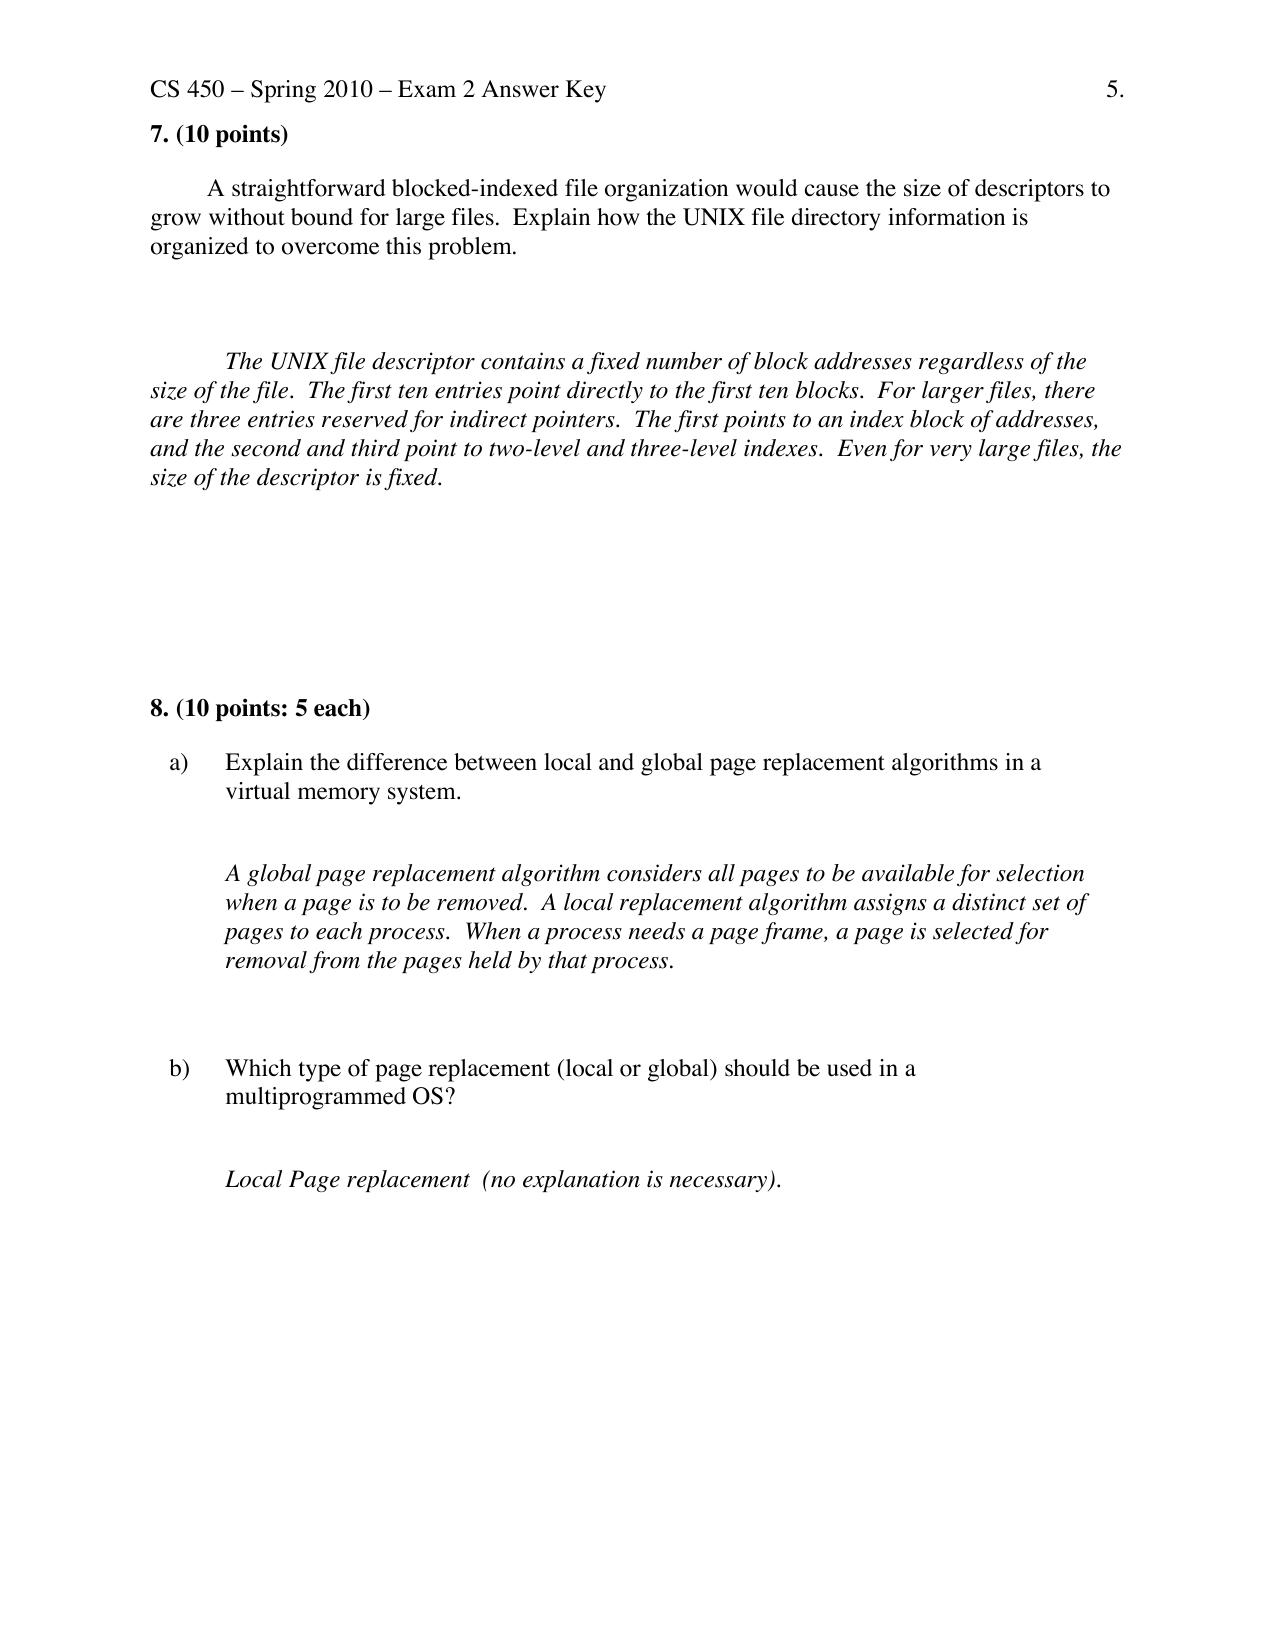 CS 450 – Spring 2010 – Exam 2 Answer Key 5.
7. (10 points)
A straightforward blocked-indexed file organization would cause the size of descriptors to
grow without bound for large files.  Explain how the UNIX file directory information is
organized to overcome this problem.
The UNIX file descriptor contains a fixed number of block addresses regardless of the
size of the file.  The first ten entries point directly to the first ten blocks.  For larger files, there
are three entries reserved for indirect pointers.  The first points to an index block of addresses,
and the second and third point to two-level and three-level indexes.  Even for very large files, the
size of the descriptor is fixed.
8. (10 points: 5 each)
a) Explain the difference between local and global page replacement algorithms in a
virtual memory system.
A global page replacement algorithm considers all pages to be available for selection
when a page is to be removed.  A local replacement algorithm assigns a distinct set of
pages to each process.  When a process needs a page frame, a page is selected for
removal from the pages held by that process.
b) Which type of page replacement (local or global) should be used in a
multiprogrammed OS?
Local Page replacement  (no explanation is necessary).